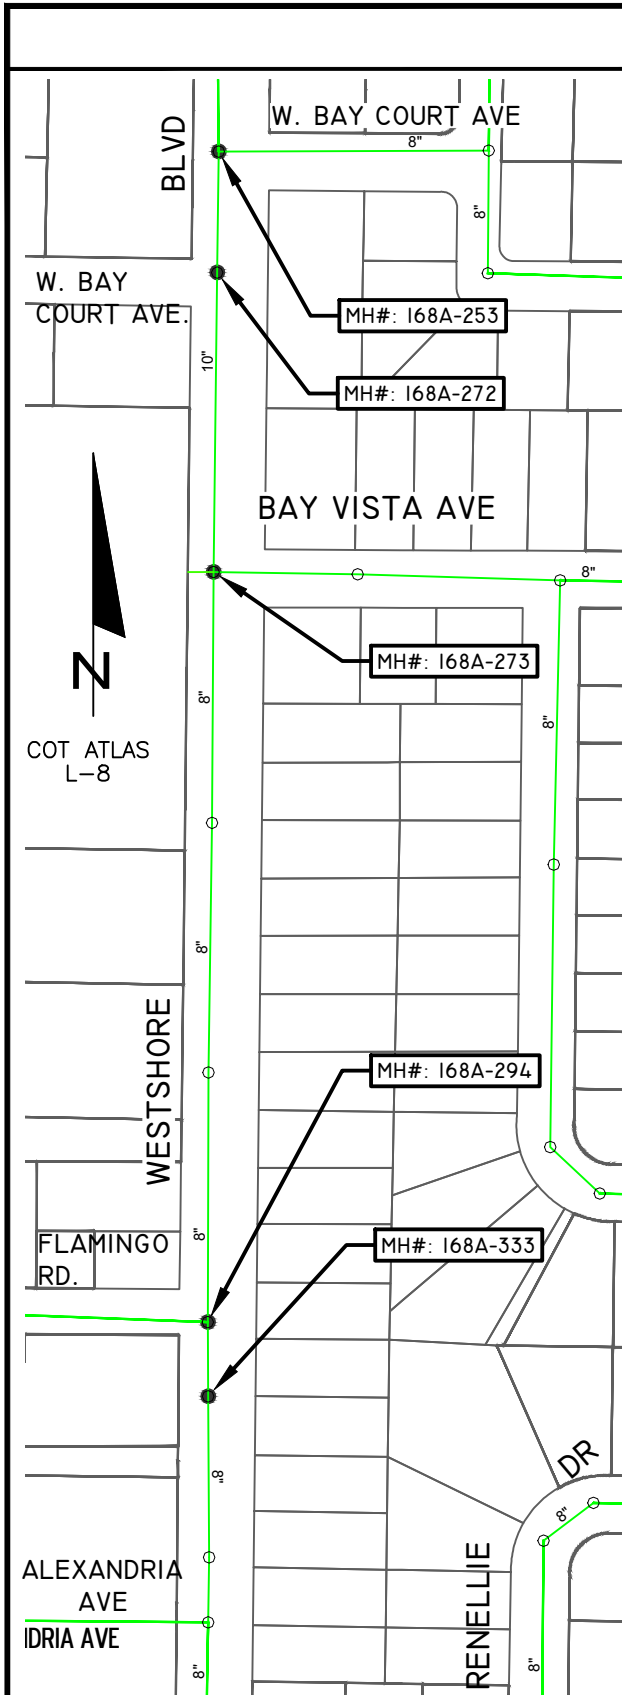 W. BAY COURT AVE
8"
BLVD
8"
W. BAY
COURT AVE.
MH#: 168A-253
10"
MH#: 168A-272
BAY VISTA AVE
8"
MH#: 168A-273
N
8"
8"
COT ATLAS
L-8
8"
WESTSHORE
MH#: 168A-294
8"
FLAMINGO
RD.
MH#: 168A-333
8"
DR
8"
ALEXANDRIA
AVE
RENELLIE
NDRIA AVE
8"
8"